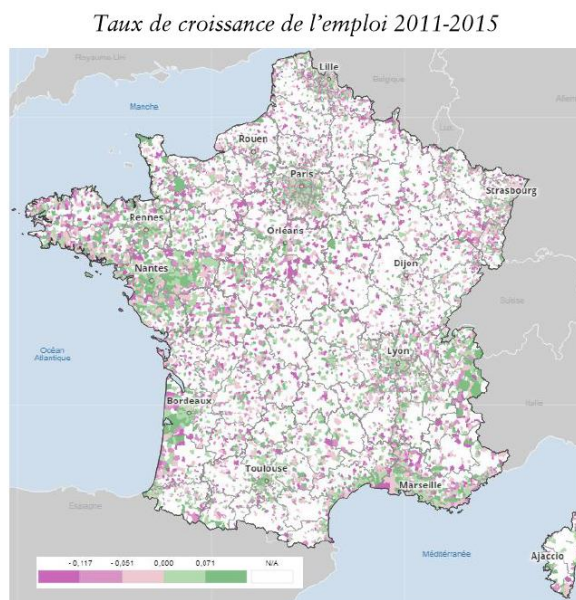 Taux de croissance de l'emploi 2011-2015
Royaume-Uni
Lille
Belgique
Manche
Rouen
Paris
Strasbourg
Rennes
Orléans
Nantes
Dijon
Suisse
Océan
Atlantique
Lyon
Italie
Bordeaux
Toulouse
Marseille
Espagne
Méditérranée
Ajaccio
- 0,117 - 0,051 0,000 0,071 N/A